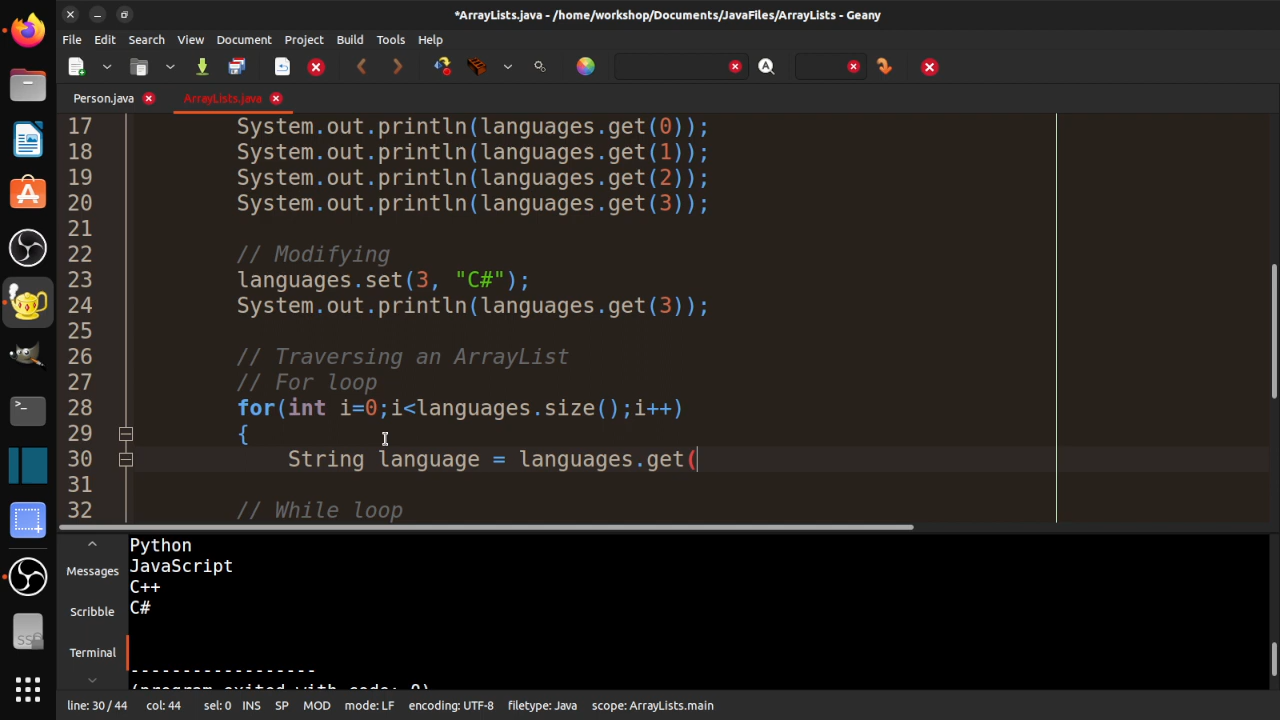 *ArrayLists.java - /home/workshop/Documents/JavaFiles/ArrayLists - Geany
File Edit Search View Document Project Build Tools Help
Person.java ArrayLists.java
17 System.out.println(languages.get(0));
18 System.out.println(languages.get(1));
19 System.out.println(languages.get(2));
20 System.out.println(languages.get(3));
21
22 // Modifying
23 languages.set(3, "C#");
24 System.out.println(languages.get(3));
25
26 // Traversing an ArrayList
27 // For loop
28 for(int i=0;i<languages.size();i++)
29 {
30 String language = languages.get(
31
32 // While loop
Messages
Scribble
Terminal
Python
JavaScript
C++
C#
------------------
(program exited with code: 0)
line: 30 / 44 col: 44 sel: 0 INS SP MOD mode: LF encoding: UTF-8 filetype: Java scope: ArrayLists.main